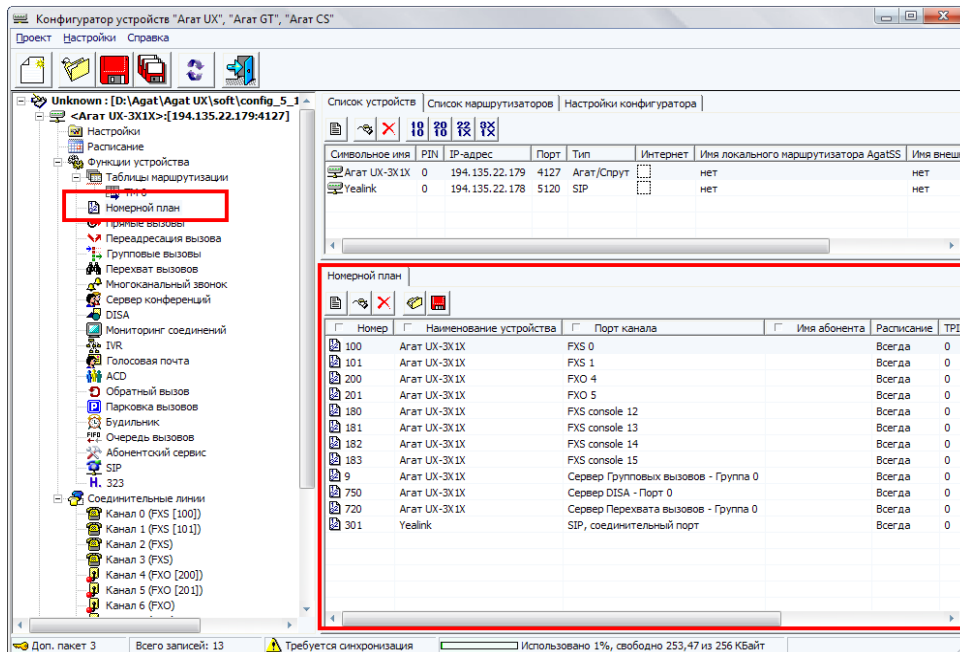 Конфигуратор устройств "Агат UX", "Агат GT", "Агат CS"
Проект Настройки Справка
Unknown : [D:\Agat\Agat UX\soft\config_5_1
<Агат UX-3X1X>:[194.135.22.179:4127]
Настройки
Расписание
Функции устройства
Таблицы маршрутизации
ТМ 0
Номерной план
Прямые вызовы
Переадресация вызова
Групповые вызовы
Перехват вызовов
Многоканальный звонок
Сервер конференций
DISA
Мониторинг соединений
IVR
Голосовая почта
ACD
Обратный вызов
Парковка вызовов
Будильник
Очередь вызовов
Абонентский сервис
SIP
H. 323
Соединительные линии
Канал 0 (FXS [100])
Канал 1 (FXS [101])
Канал 2 (FXS)
Канал 3 (FXS)
Канал 4 (FXO [200])
Канал 5 (FXO [201])
Канал 6 (FXO)
Список устройств Список маршрутизаторов Настройки конфигуратора
Символьное имя PIN IP-адрес Порт Тип Интернет Имя локального маршрутизатора AgatSS Имя внеш
Агат UX-3X1X 0 194.135.22.179 4127 Агат/Спрут нет нет
Yealink 0 194.135.22.178 5120 SIP нет нет
Номерной план
Номер Наименование устройства Порт канала Имя абонента Расписание TPI
100 Агат UX-3X1X FXS 0 Всегда 0
101 Агат UX-3X1X FXS 1 Всегда 0
200 Агат UX-3X1X FXO 4 Всегда 0
201 Агат UX-3X1X FXO 5 Всегда 0
180 Агат UX-3X1X FXS console 12 Всегда 0
181 Агат UX-3X1X FXS console 13 Всегда 0
182 Агат UX-3X1X FXS console 14 Всегда 0
183 Агат UX-3X1X FXS console 15 Всегда 0
9 Агат UX-3X1X Сервер Групповых вызовов - Группа 0 Всегда 0
750 Агат UX-3X1X Сервер DISA - Порт 0 Всегда 0
720 Агат UX-3X1X Сервер Перехвата вызовов - Группа 0 Всегда 0
301 Yealink SIP, соединительный порт Всегда 0
Доп. пакет 3 Всего записей: 13 Требуется синхронизация Использовано 1%, свободно 253,47 из 256 КБайт